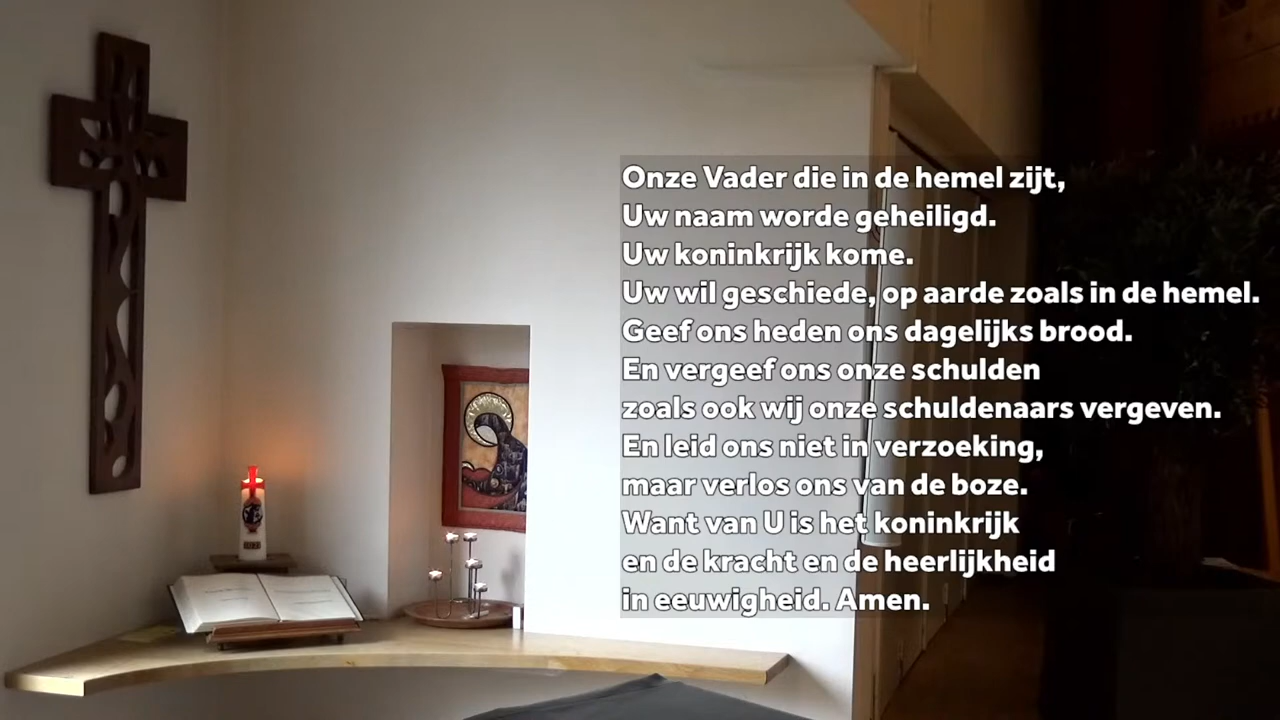 Onze Vader die in de hemel zijt,
Uw naam worde geheiligd.
Uw koninkrijk kome.
Uw wil geschiede, op aarde zoals in de hemel.
Geef ons heden ons dagelijks brood.
En vergeef ons onze schulden
zoals ook wij onze schuldenaars vergeven.
En leid ons niet in verzoeking,
maar verlos ons van de boze.
Want van U is het koninkrijk
en de kracht en de heerlijkheid
in eeuwigheid. Amen.